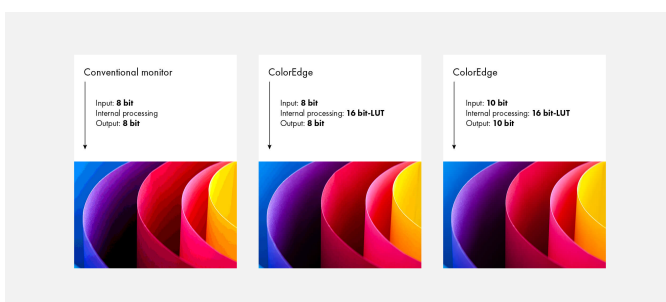 Conventional monitor
Input: 8 bit
Internal processing
Output: 8 bit
ColorEdge
Input: 8 bit
Internal processing: 16 bit-LUT
Output: 8 bit
ColorEdge
Input: 10 bit
Internal processing: 16 bit-LUT
Output: 10 bit